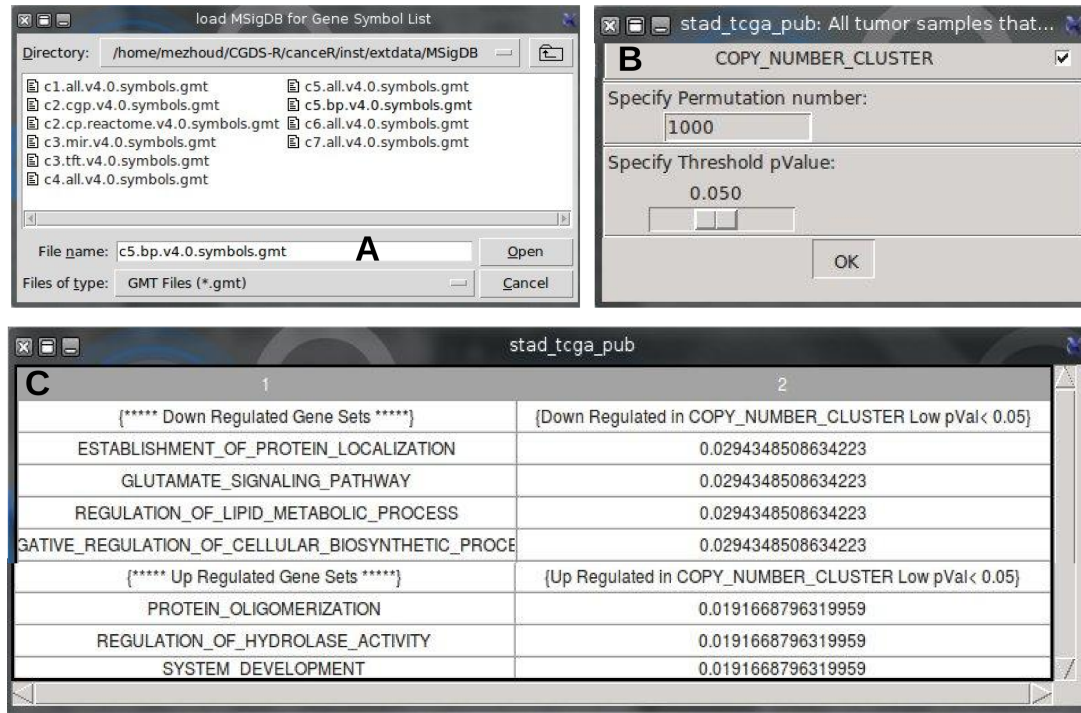 load MSigDB for Gene Symbol List
Directory: /home/mezhoud/CGDS-R/canceR/inst/extdata/MSigDB
c1.all.v4.0.symbols.gmt
c2.cgp.v4.0.symbols.gmt
c2.cp.reactome.v4.0.symbols.gmt
c3.mir.v4.0.symbols.gmt
c3.tft.v4.0.symbols.gmt
c4.all.v4.0.symbols.gmt
c5.all.v4.0.symbols.gmt
c5.bp.v4.0.symbols.gmt
c6.all.v4.0.symbols.gmt
c7.all.v4.0.symbols.gmt
File name: c5.bp.v4.0.symbols.gmt A Open
Files of type: GMT Files (*.gmt) Cancel
stad_tcga_pub: All tumor samples that...
B COPY_NUMBER_CLUSTER
Specify Permutation number:
1000
Specify Threshold pValue:
0.050
OK
stad_tcga_pub
C 1 2
{***** Down Regulated Gene Sets *****} {Down Regulated in COPY_NUMBER_CLUSTER Low pVal< 0.05}
ESTABLISHMENT_OF_PROTEIN_LOCALIZATION 0.0294348508634223
GLUTAMATE_SIGNALING_PATHWAY 0.0294348508634223
REGULATION_OF_LIPID_METABOLIC_PROCESS 0.0294348508634223
GATIVE_REGULATION_OF_CELLULAR_BIOSYNTHETIC_PROCE 0.0294348508634223
{***** Up Regulated Gene Sets *****} {Up Regulated in COPY_NUMBER_CLUSTER Low pVal< 0.05}
PROTEIN_OLIGOMERIZATION 0.0191668796319959
REGULATION_OF_HYDROLASE_ACTIVITY 0.0191668796319959
SYSTEM_DEVELOPMENT 0.0191668796319959